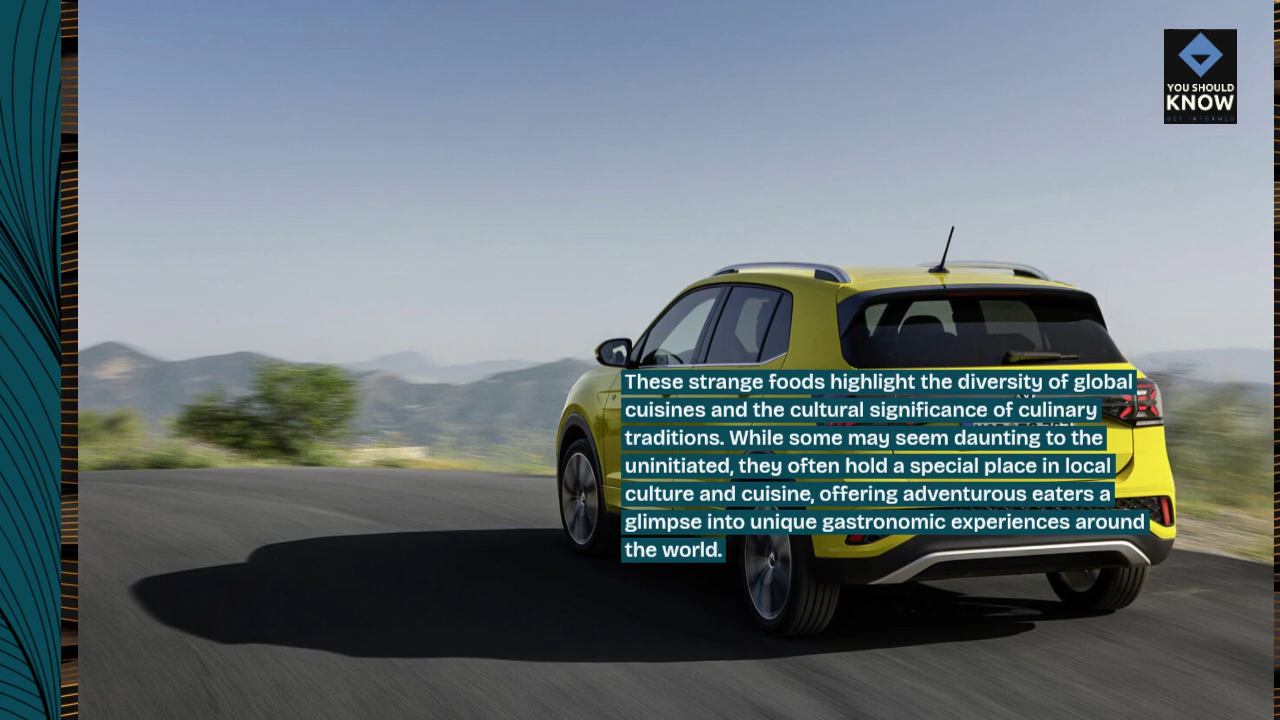 YOU SHOULD
KNOW
GET INFORMED
These strange foods highlight the diversity of global
cuisines and the cultural significance of culinary
traditions. While some may seem daunting to the
uninitiated, they often hold a special place in local
culture and cuisine, offering adventurous eaters a
glimpse into unique gastronomic experiences around
the world.